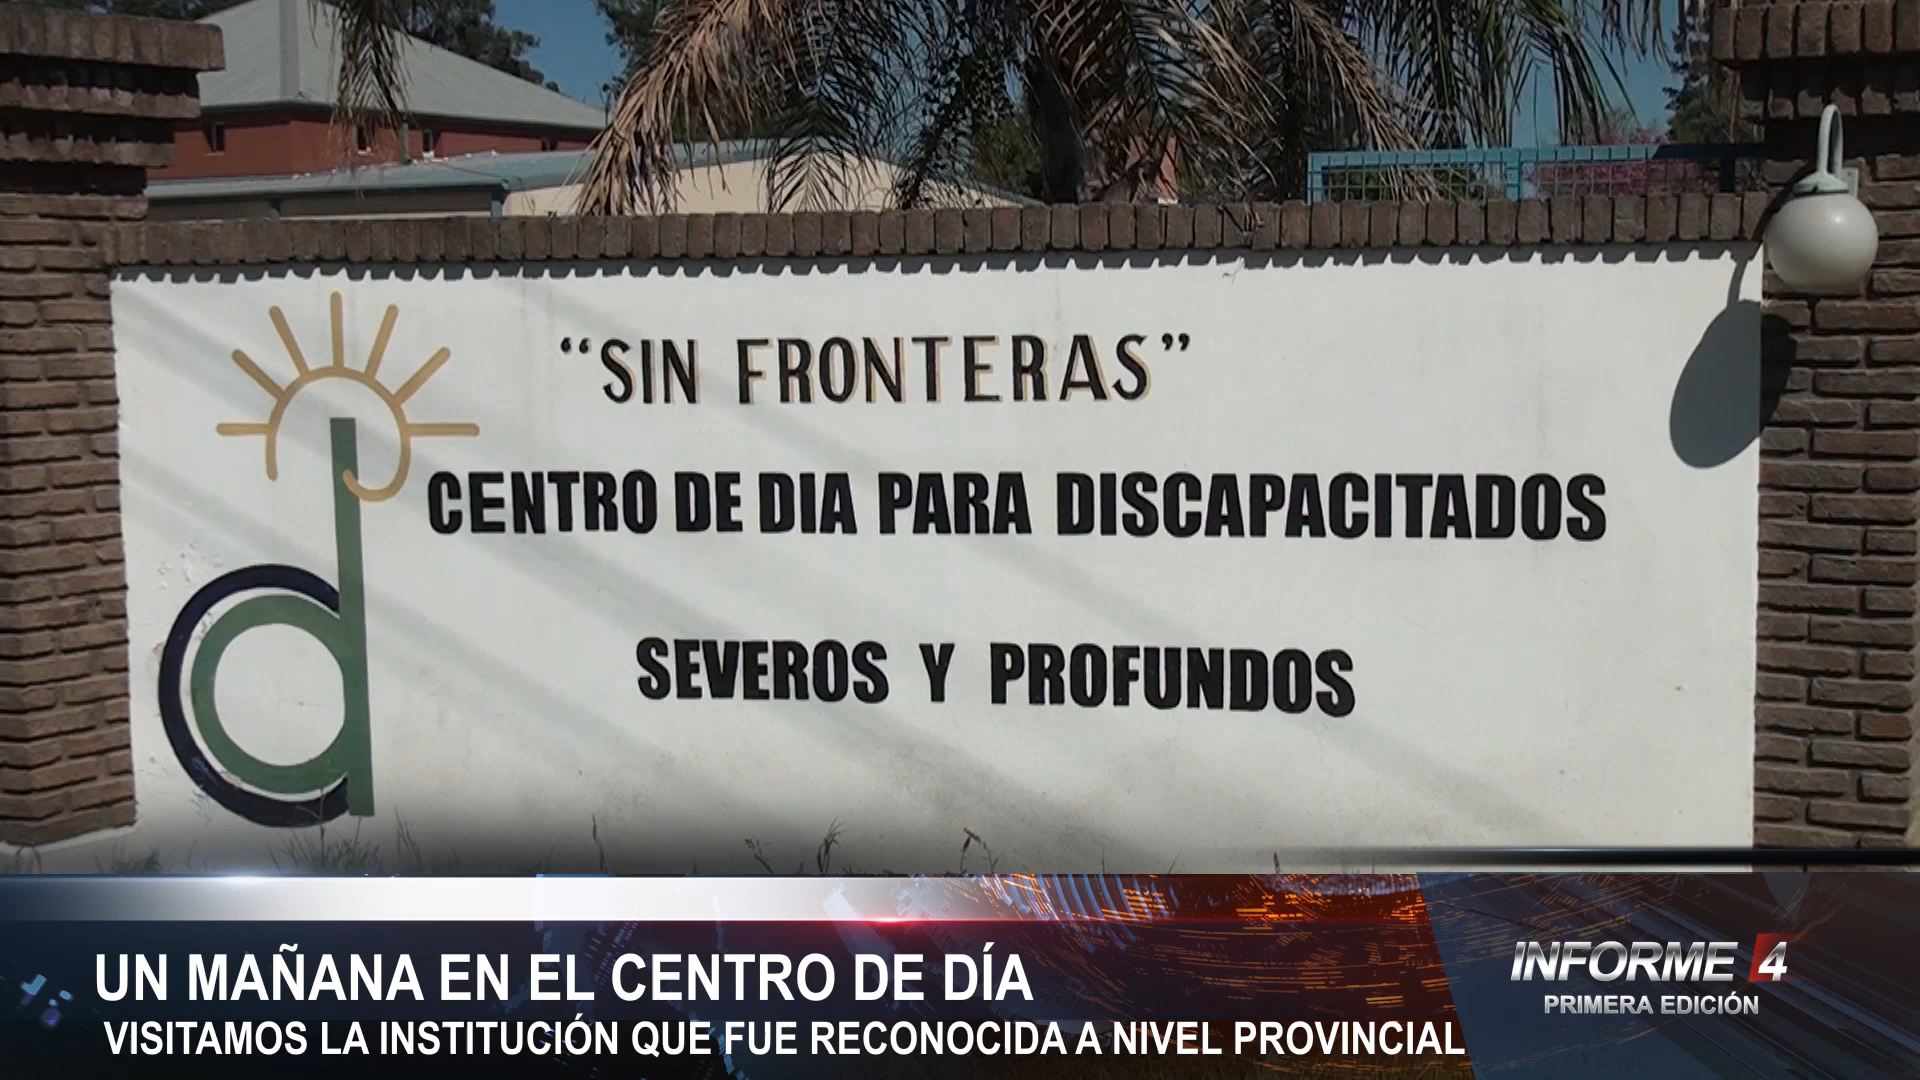 “SIN FRONTERAS”
CENTRO DE DIA PARA DISCAPACITADOS
SEVEROS Y PROFUNDOS
UN MAÑANA EN EL CENTRO DE DÍA
VISITAMOS LA INSTITUCIÓN QUE FUE RECONOCIDA A NIVEL PROVINCIAL
INFORME 4
PRIMERA EDICIÓN